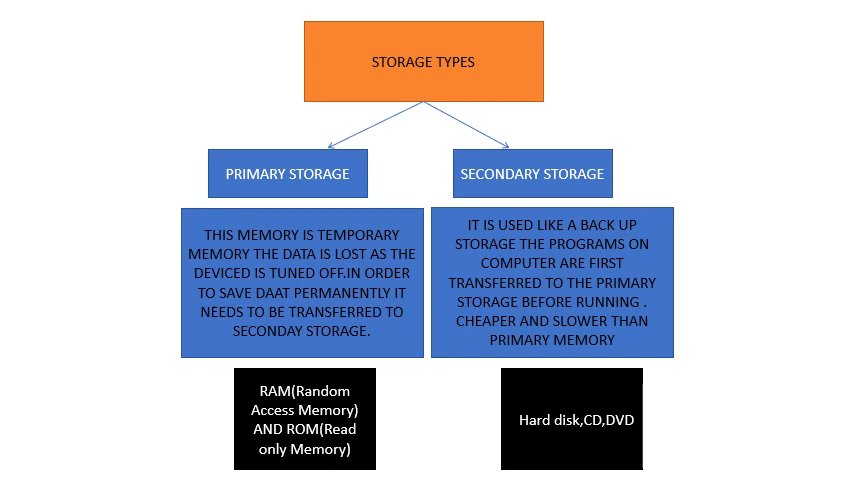 STORAGE TYPES
PRIMARY STORAGE
SECONDARY STORAGE
THIS MEMORY IS TEMPORARY
MEMORY THE DATA IS LOST AS THE
DEVICED IS TUNED OFF.IN ORDER
TO SAVE DAAT PERMANENTLY IT
NEEDS TO BE TRANSFERRED TO
SECONDAY STORAGE.
IT IS USED LIKE A BACK UP
STORAGE THE PROGRAMS ON
COMPUTER ARE FIRST
TRANSFERRED TO THE PRIMARY
STORAGE BEFORE RUNNING .
CHEAPER AND SLOWER THAN
PRIMARY MEMORY
RAM(Random
Access Memory)
AND ROM(Read
only Memory)
Hard disk,CD,DVD